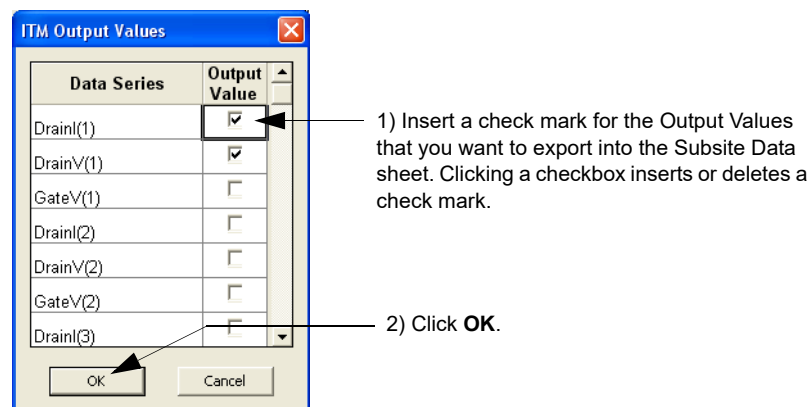 ITM Output Values
Data Series
Output
Value
DrainI(1)
DrainV(1)
GateV(1)
DrainI(2)
DrainV(2)
GateV(2)
DrainI(3)
OK
Cancel
1) Insert a check mark for the Output Values
that you want to export into the Subsite Data
sheet. Clicking a checkbox inserts or deletes a
check mark.
2) Click OK.